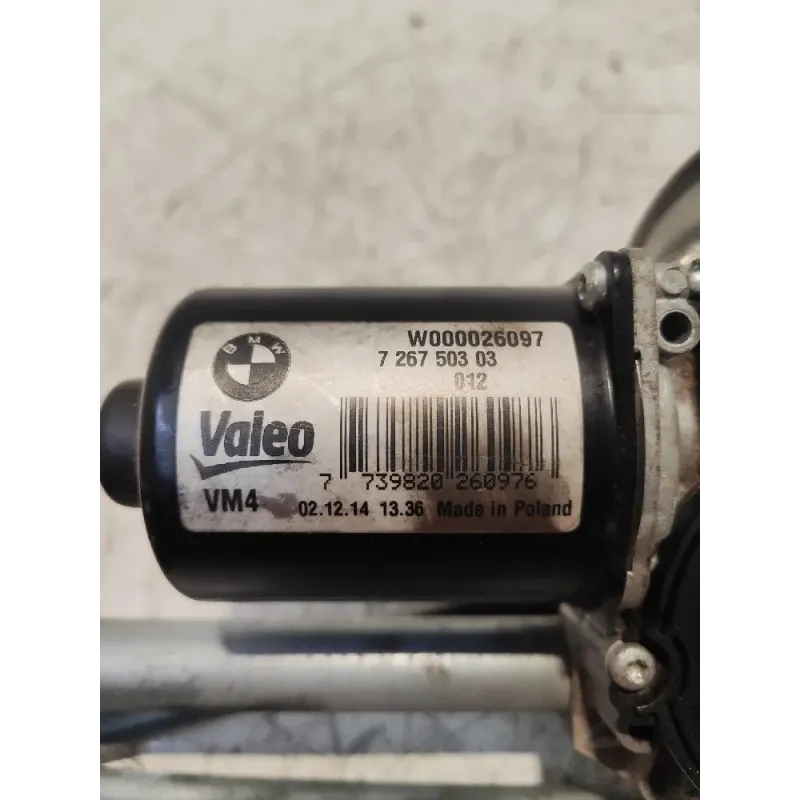 W000026097
BMW
7 267 503 03
012
Valeo
7 739820 260976
VM4 02.12.14 13.36 Made in Poland